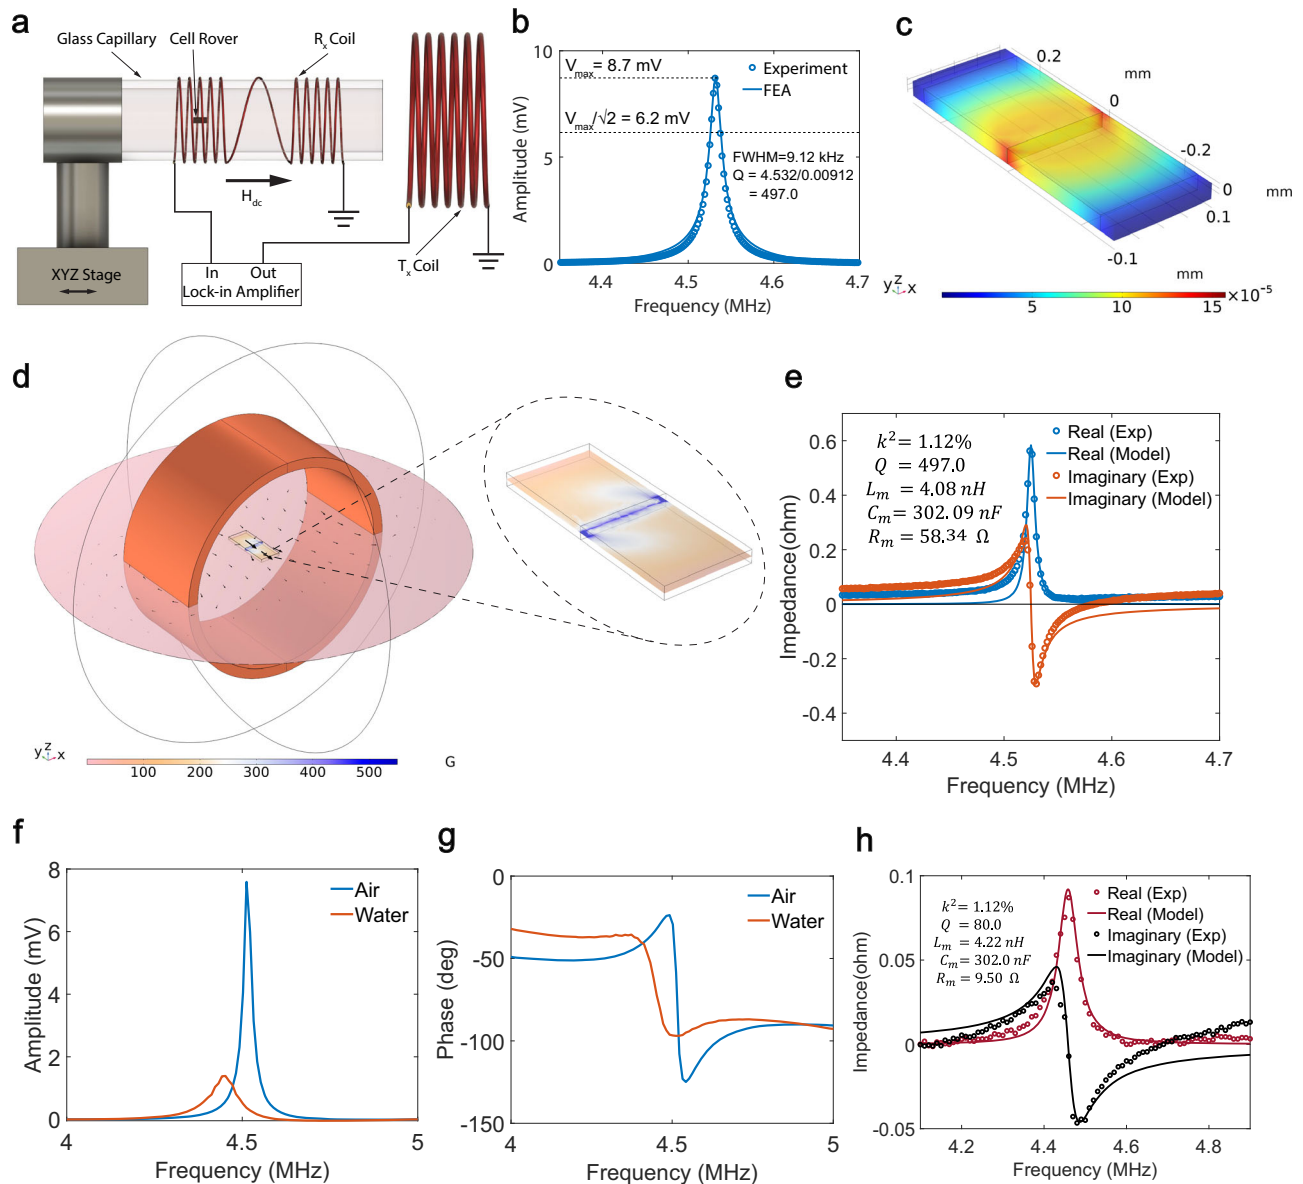 a
Glass Capillary
Cell Rover
Rx Coil
Hdc
Tx Coil
XYZ Stage
In Out
Lock-in Amplifier
b
Vmax = 8.7 mV
Vmax/√2 = 6.2 mV
Experiment
FEA
FWHM=9.12 kHz
Q = 4.532/0.00912
= 497.0
Amplitude (mV)
10
5
0
4.4 4.5 4.6 4.7
Frequency (MHz)
c
0.2
mm
0
-0.2
0
mm
0.1
-0.1
mm
y z x
5 10 15 ×10⁻⁵
d
y z x
100 200 300 400 500 G
e
k² = 1.12%
Q = 497.0
Lm = 4.08 nH
Cm = 302.09 nF
Rm = 58.34 Ω
Real (Exp)
Real (Model)
Imaginary (Exp)
Imaginary (Model)
Impedance(ohm)
0.6
0.4
0.2
0
-0.2
-0.4
4.4 4.5 4.6 4.7
Frequency (MHz)
f
Air
Water
Amplitude (mV)
8
6
4
2
0
4 4.5 5
Frequency (MHz)
g
Air
Water
Phase (deg)
0
-50
-100
-150
4 4.5 5
Frequency (MHz)
h
k² = 1.12%
Q = 80.0
Lm = 4.22 nH
Cm = 302.0 nF
Rm = 9.50 Ω
Real (Exp)
Real (Model)
Imaginary (Exp)
Imaginary (Model)
Impedance(ohm)
0.1
0.05
0
-0.05
4.2 4.4 4.6 4.8
Frequency (MHz)